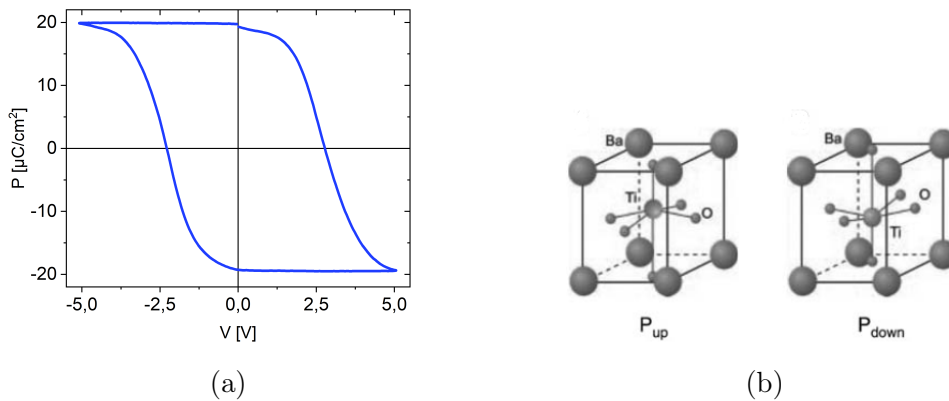 20
10
0
-10
-20
P [µC/cm²]
-5,0
-2,5
0,0
2,5
5,0
V [V]
(a)
Ba
Ti
O
P_up
Ba
O
Ti
P_down
(b)